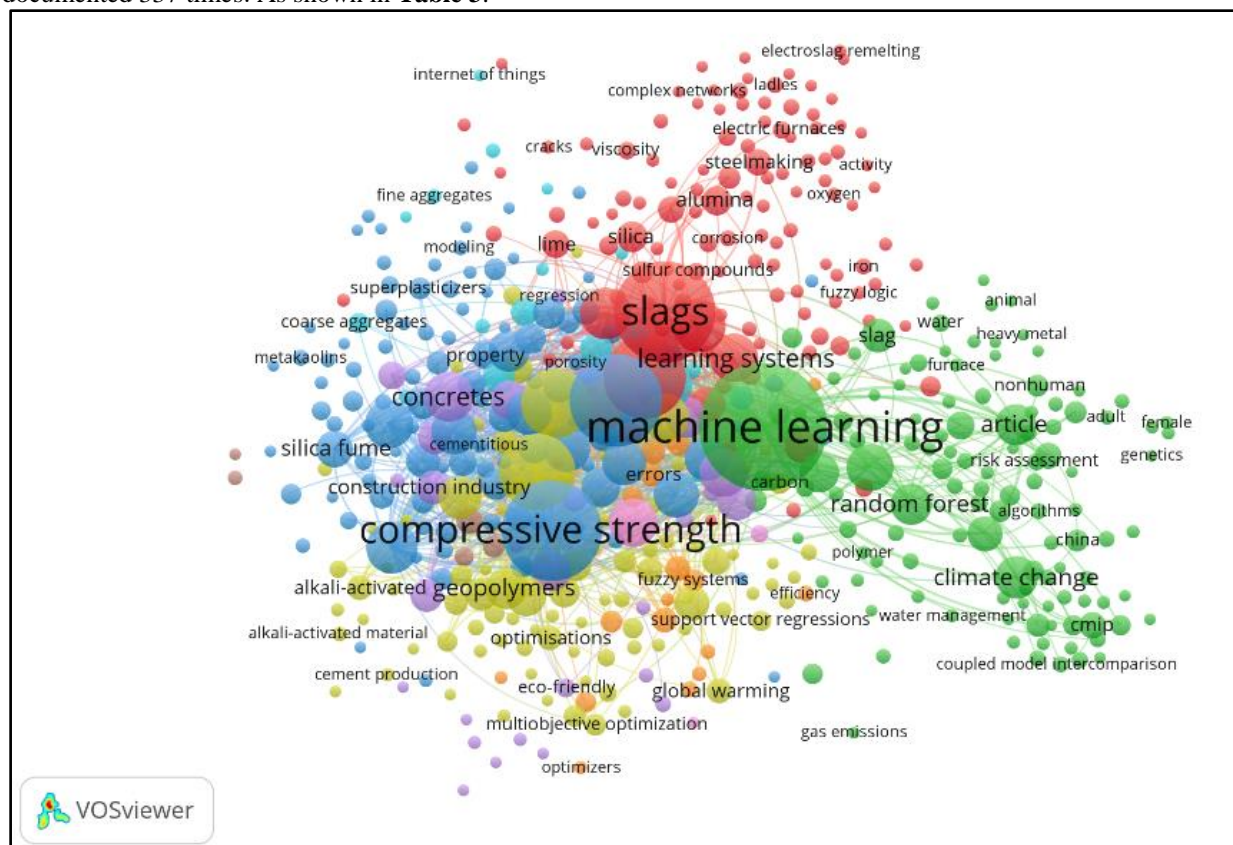 documented 337 times. As shown in Table 5.
electroslag remelting
internet of things
complex networks
ladles
electric furnaces
cracks
viscosity
steelmaking
activity
fine aggregates
alumina
oxygen
modeling
lime
silica
corrosion
sulfur compounds
iron
superplasticizers
regression
fuzzy logic
animal
coarse aggregates
slags
water
slag
heavy metal
metakaolins
property
porosity
learning systems
furnace
nonhuman
concretes
machine learning
article
adult
female
silica fume
cementitious
errors
risk assessment
genetics
construction industry
carbon
random forest
algorithms
compressive strength
china
polymer
alkali-activated
geopolymers
fuzzy systems
efficiency
climate change
alkali-activated material
optimisations
support vector regressions
water management
cmip
cement production
eco-friendly
global warming
coupled model intercomparison
multiobjective optimization
gas emissions
optimizers
VOSviewer